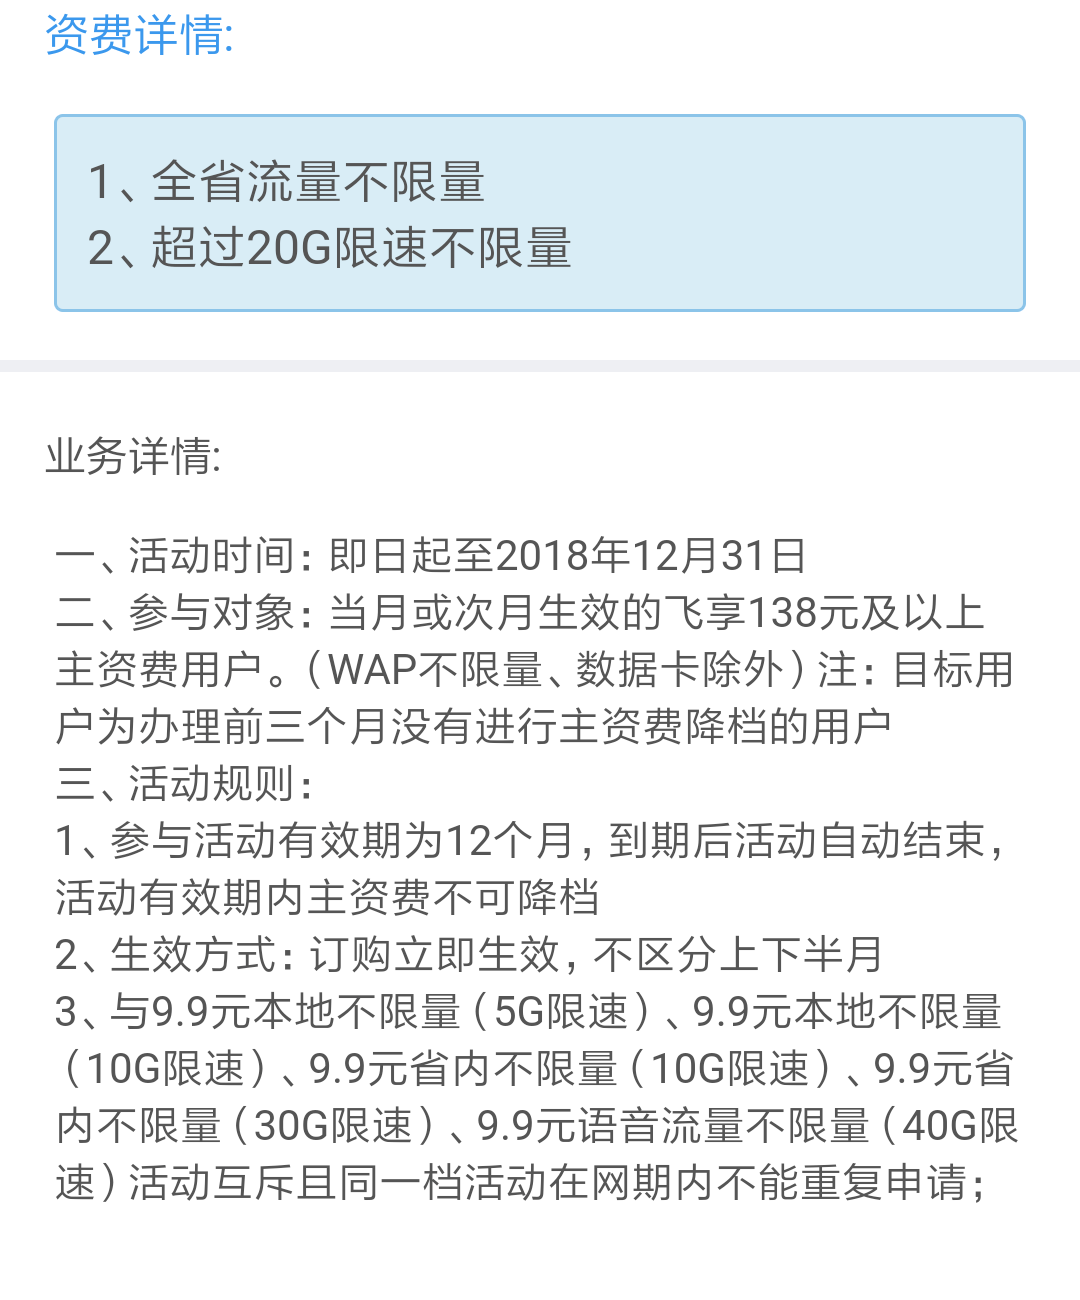 资费详情:
1、全省流量不限量
2、超过20G限速不限量
业务详情:
一、活动时间：即日起至2018年12月31日
二、参与对象：当月或次月生效的飞享138元及以上
主资费用户。（WAP不限量、数据卡除外）注：目标用
户为办理前三个月没有进行主资费降档的用户
三、活动规则：
1、参与活动有效期为12个月，到期后活动自动结束，
活动有效期内主资费不可降档
2、生效方式：订购立即生效，不区分上下半月
3、与9.9元本地不限量（5G限速）、9.9元本地不限量
（10G限速）、9.9元省内不限量（10G限速）、9.9元省
内不限量（30G限速）、9.9元语音流量不限量（40G限
速）活动互斥且同一档活动在网期内不能重复申请；